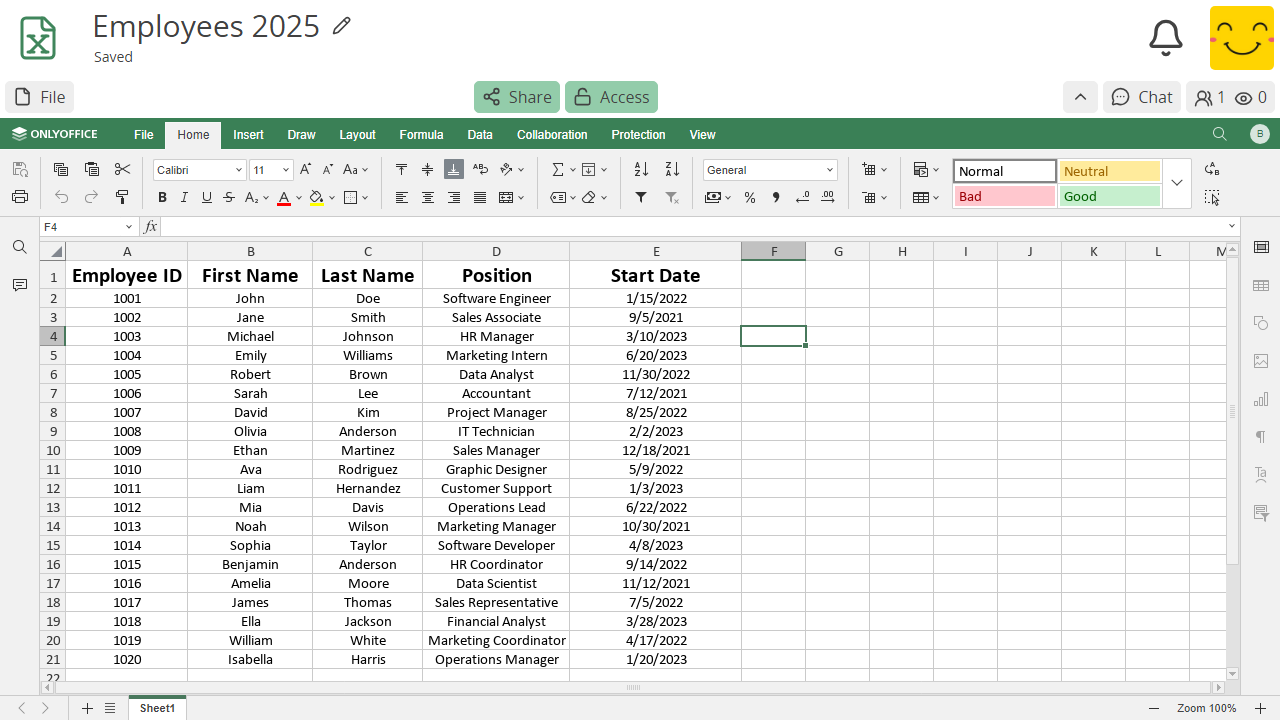 Employees 2025
Saved
File Share Access Chat 1 0
ONLYOFFICE File Home Insert Draw Layout Formula Data Collaboration Protection View B
Calibri 11 General Normal Neutral
Bad Good
F4 fx
A B C D E F G H I J K L M
1 Employee ID First Name Last Name Position Start Date
2 1001 John Doe Software Engineer 1/15/2022
3 1002 Jane Smith Sales Associate 9/5/2021
4 1003 Michael Johnson HR Manager 3/10/2023
5 1004 Emily Williams Marketing Intern 6/20/2023
6 1005 Robert Brown Data Analyst 11/30/2022
7 1006 Sarah Lee Accountant 7/12/2021
8 1007 David Kim Project Manager 8/25/2022
9 1008 Olivia Anderson IT Technician 2/2/2023
10 1009 Ethan Martinez Sales Manager 12/18/2021
11 1010 Ava Rodriguez Graphic Designer 5/9/2022
12 1011 Liam Hernandez Customer Support 1/3/2023
13 1012 Mia Davis Operations Lead 6/22/2022
14 1013 Noah Wilson Marketing Manager 10/30/2021
15 1014 Sophia Taylor Software Developer 4/8/2023
16 1015 Benjamin Anderson HR Coordinator 9/14/2022
17 1016 Amelia Moore Data Scientist 11/12/2021
18 1017 James Thomas Sales Representative 7/5/2022
19 1018 Ella Jackson Financial Analyst 3/28/2023
20 1019 William White Marketing Coordinator 4/17/2022
21 1020 Isabella Harris Operations Manager 1/20/2023
22
Sheet1 Zoom 100%